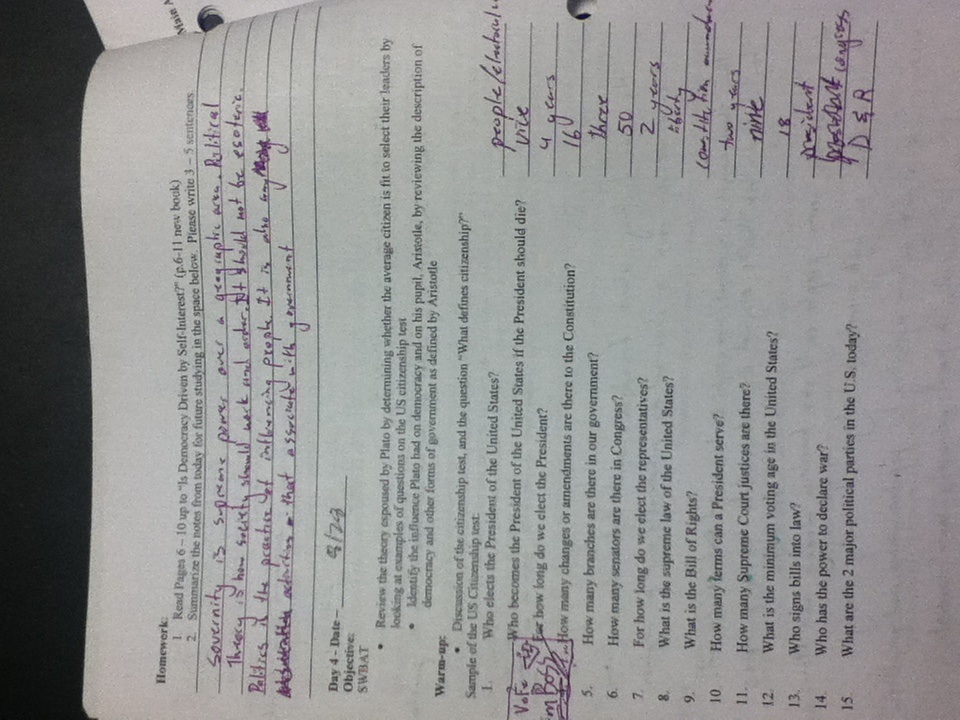 Homework:
1. Read Pages 6 – 10 up to "Is Democracy Driven by Self-Interest?" (p.6-11 new book)
2. Summarize the notes from today for future studying in the space below. Please write 3 – 5 sentences.
Main A
Sovernity is supreme power over a geographic area. Political
Theory is how society should work and order. It should not be esoteric.
Politics is the practice of influencing people. It is also any
activities that associate with government
Day 4 - Date – 8/28
Objective:
SWBAT
• Review the theory espoused by Plato by determining whether the average citizen is fit to select their leaders by
looking at examples of questions on the US citizenship test
• Identify the influence Plato had on democracy and on his pupil, Aristotle, by reviewing the description of
democracy and other forms of government as defined by Aristotle
Warm-up:
• Discussion of the citizenship test, and the question "What defines citizenship?"
Sample of the US Citizenship test:
1. Who elects the President of the United States? people/electoral
Who becomes the President of the United States if the President should die? vice
Vote
For how long do we elect the President? 4 years
Boss
How many changes or amendments are there to the Constitution? 16
5. How many branches are there in our government? three
6. How many senators are there in Congress? 50
7. For how long do we elect the representatives? 2 years
8. What is the supreme law of the United States? liberty
9. What is the Bill of Rights? constitution
10 How many terms can a President serve? two years
11. How many Supreme Court justices are there? nine
12. What is the minimum voting age in the United States? 18
13. Who signs bills into law? president
14. Who has the power to declare war? congress
15. What are the 2 major political parties in the U.S. today? D & R